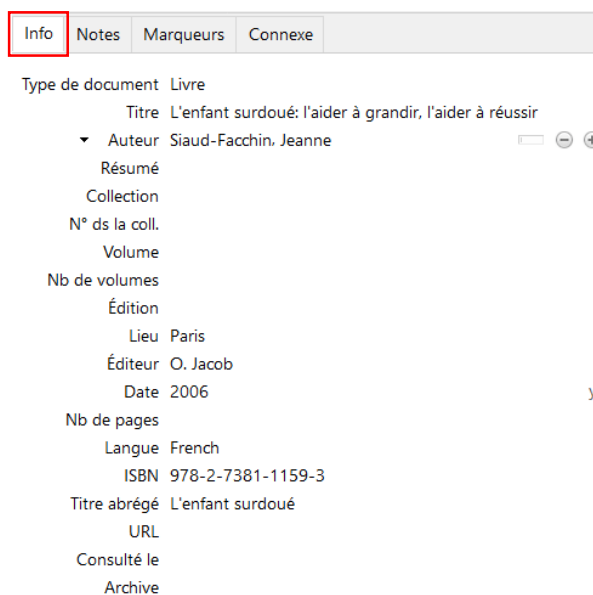 Info Notes Marqueurs Connexe
Type de document Livre
Titre L'enfant surdoué: l'aider à grandir, l'aider à réussir
Auteur Siaud-Facchin, Jeanne
Résumé
Collection
N° ds la coll.
Volume
Nb de volumes
Édition
Lieu Paris
Éditeur O. Jacob
Date 2006 y
Nb de pages
Langue French
ISBN 978-2-7381-1159-3
Titre abrégé L'enfant surdoué
URL
Consulté le
Archive